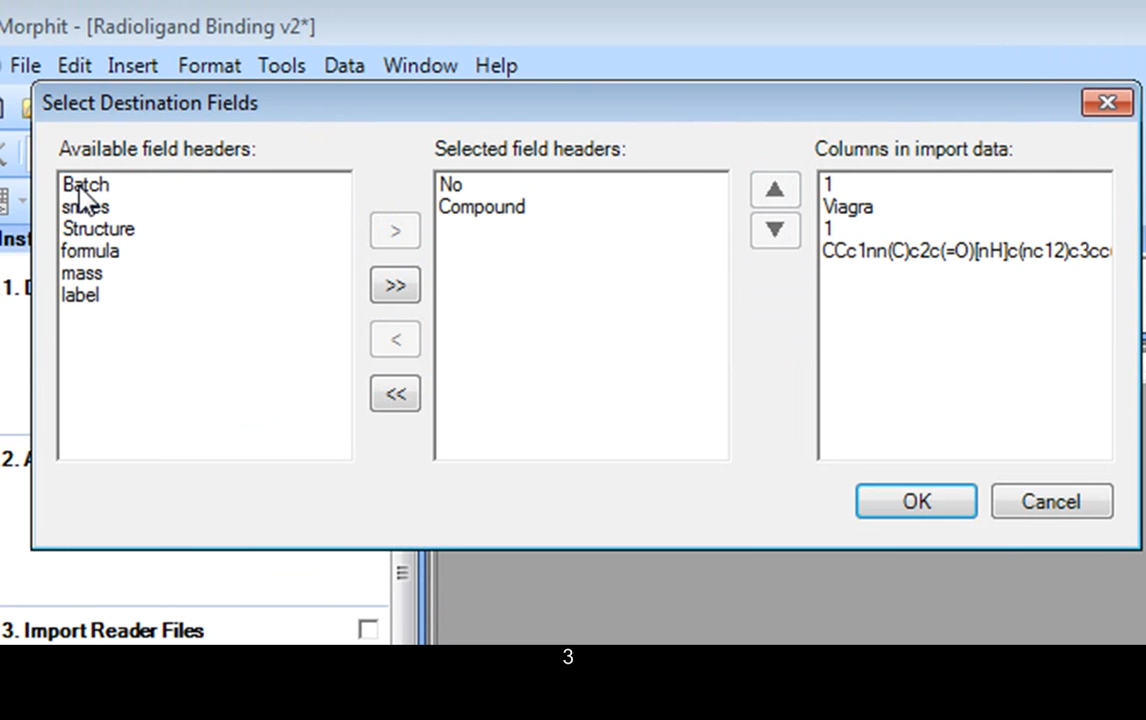 Morphit - [Radioligand Binding v2*]
File Edit Insert Format Tools Data Window Help
Select Destination Fields
Available field headers:
Selected field headers:
Columns in import data:
Batch
smiles
Structure
formula
mass
label
No
Compound
1
Viagra
1
CCc1nn(C)c2c(=O)[nH]c(nc12)c3cc
>
>>
<
<<
OK Cancel
Inst
1. D
2. A
3. Import Reader Files
3